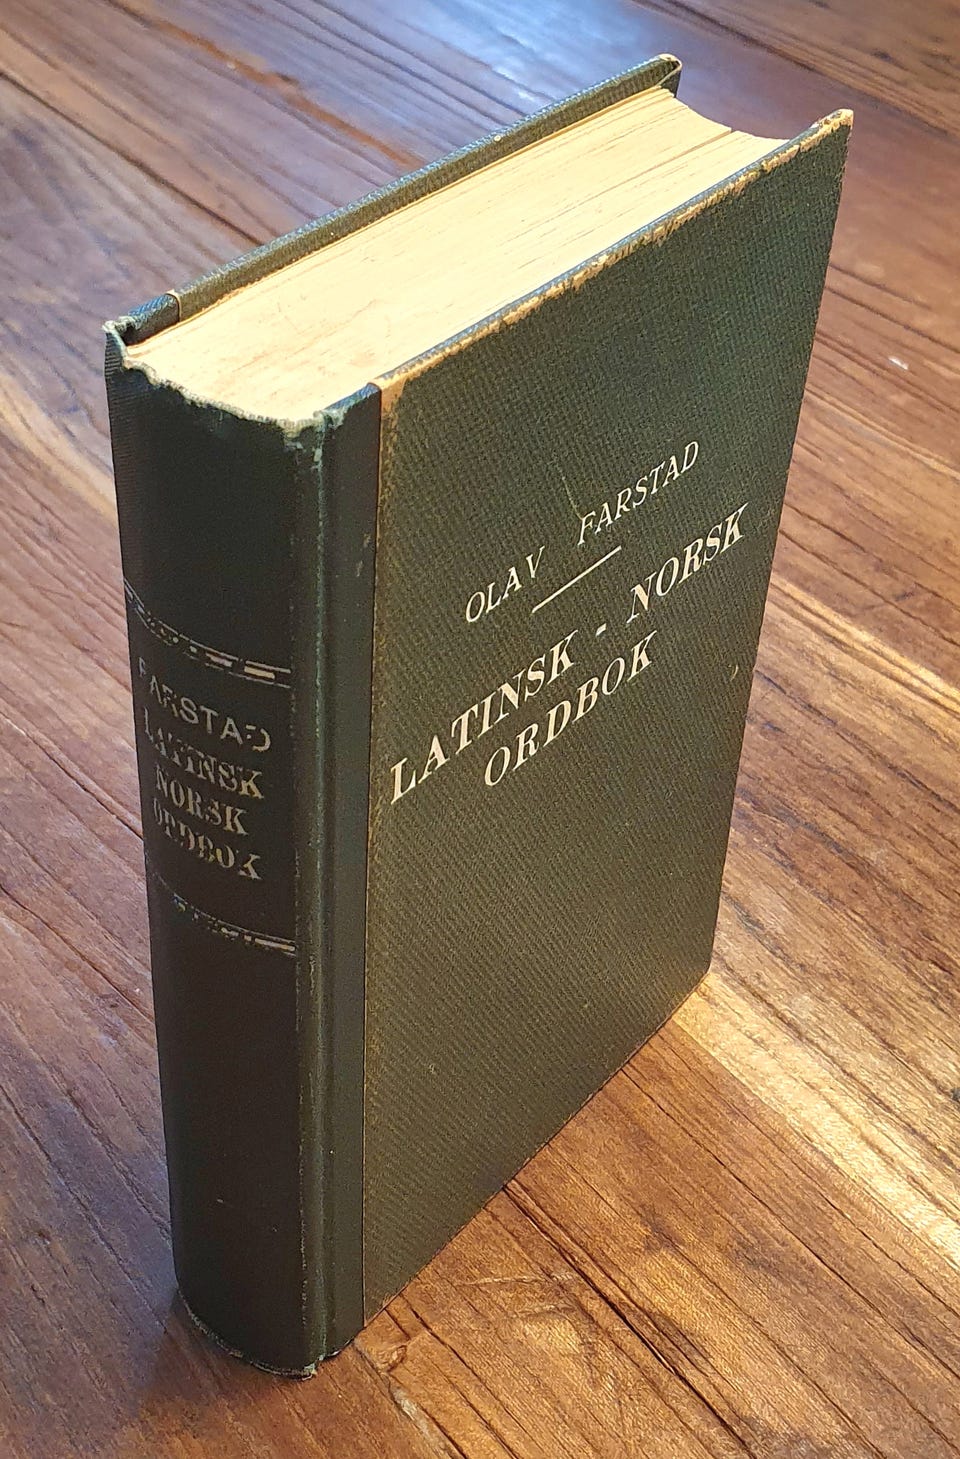 FARSTAD
LATINSK
NORSK
ORDBOK
OLAV FARSTAD
LATINSK - NORSK
ORDBOK